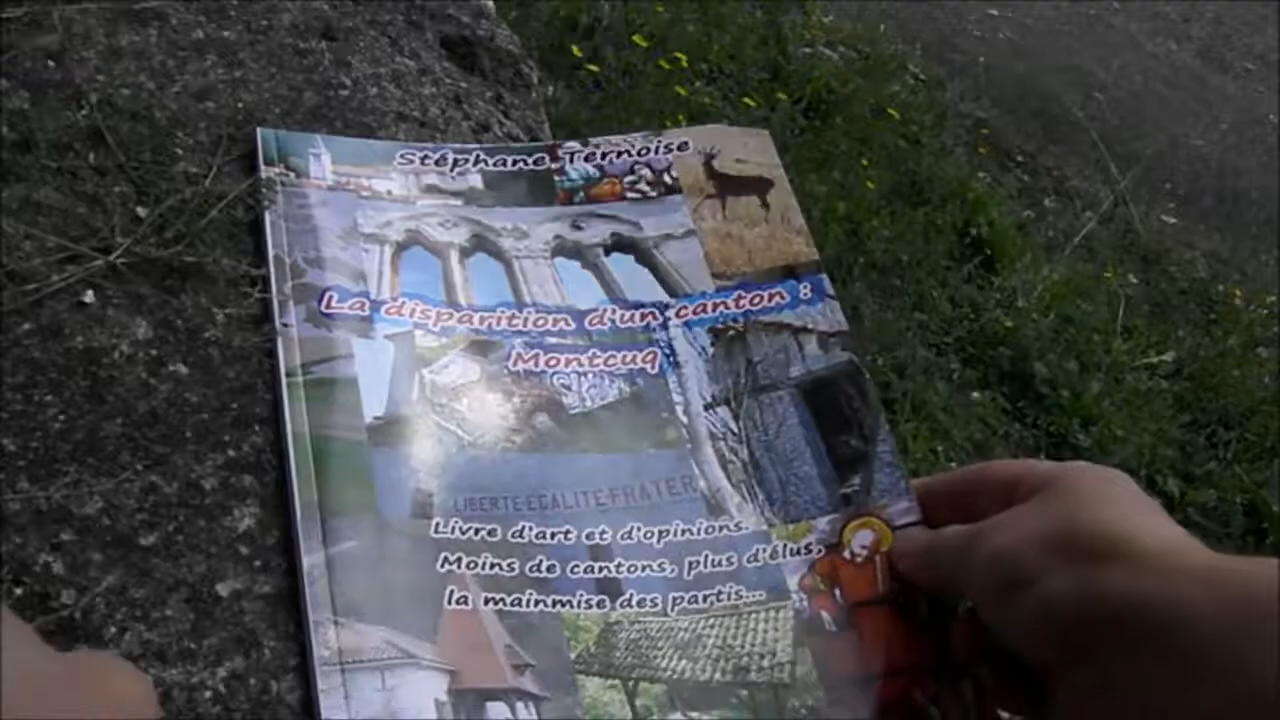 Stéphane Ternoise
La disparition d'un canton :
Montcuq
LIBERTE·EGALITE·FRATER
Livre d'art et d'opinions.
Moins de cantons, plus d'élus,
la mainmise des partis...